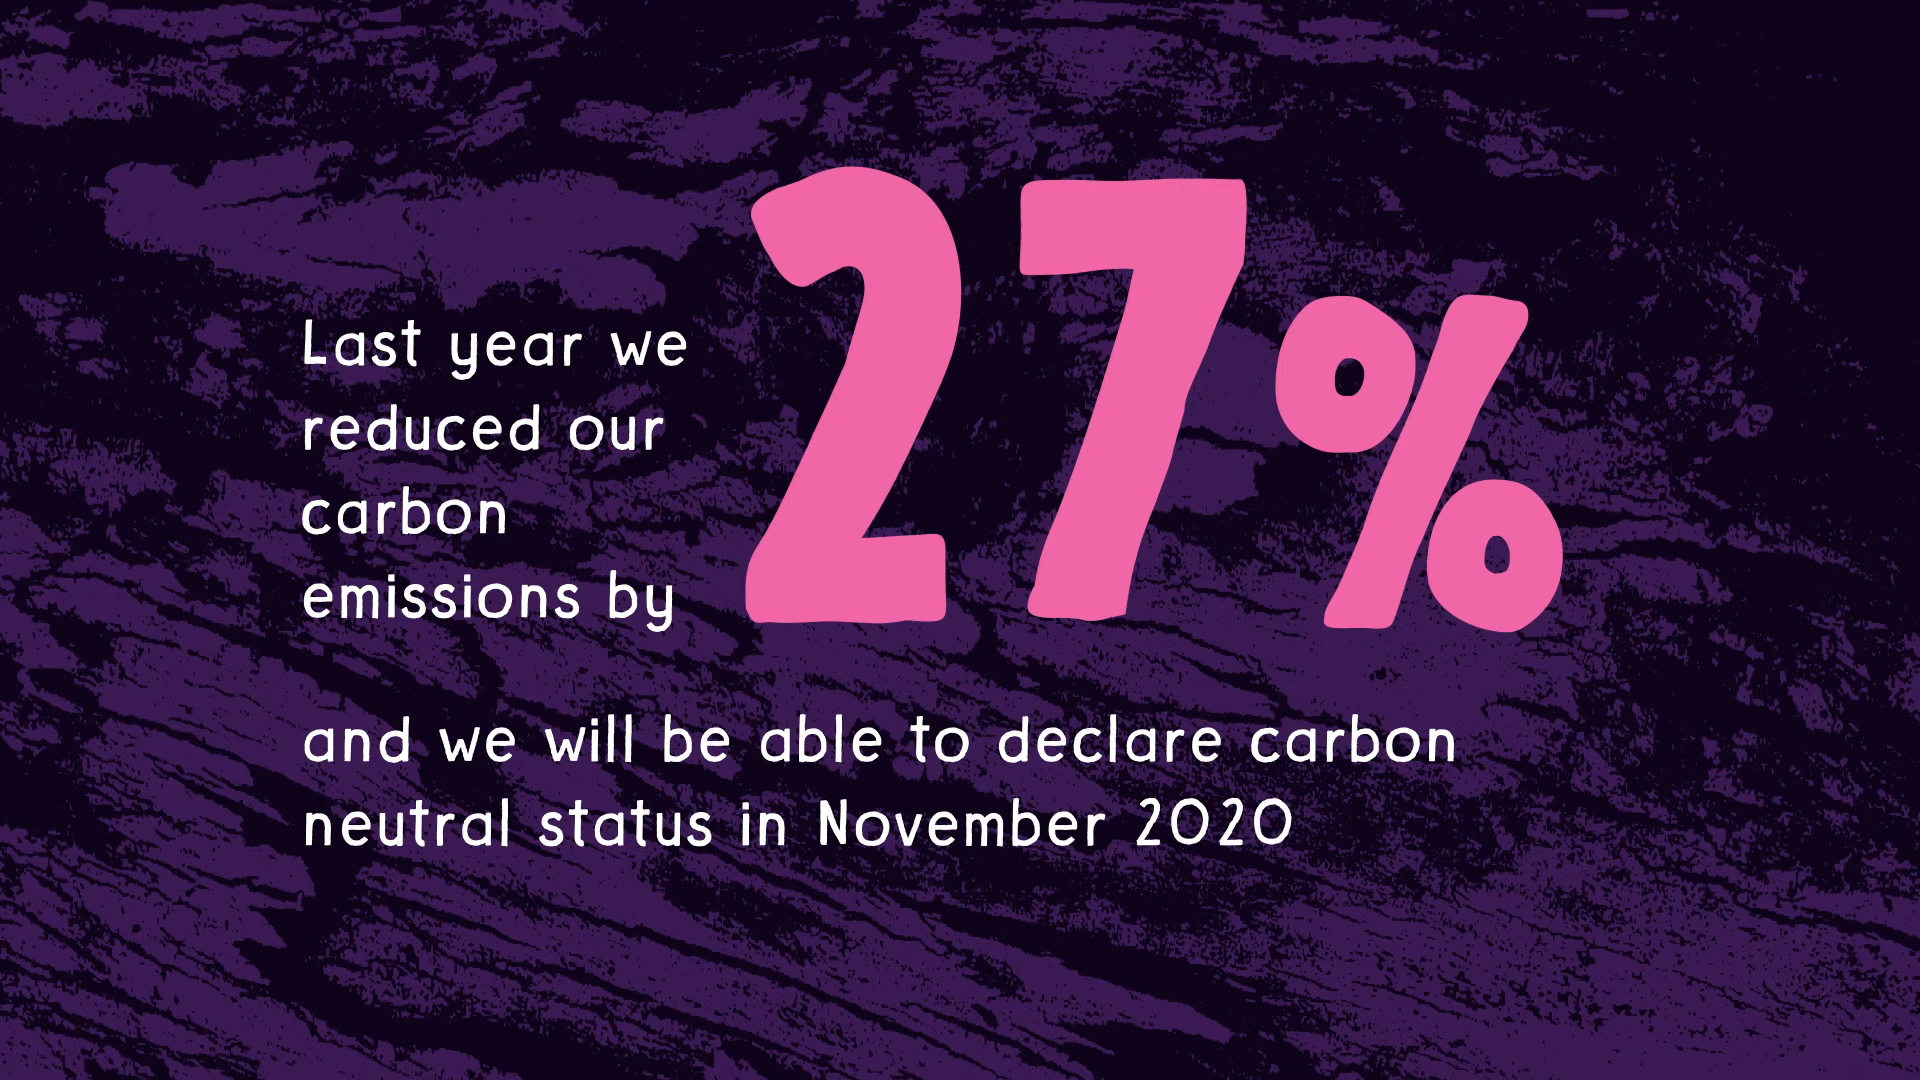 Last year we
reduced our
carbon
emissions by
27%
and we will be able to declare carbon
neutral status in November 2020